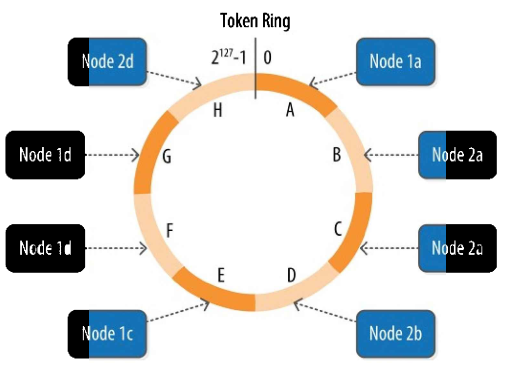 Token Ring
2^127-1 0
Node 2d
Node 1a
H
A
Node 1d
G
B
Node 2a
Node 1d
F
C
Node 2a
E
D
Node 1c
Node 2b